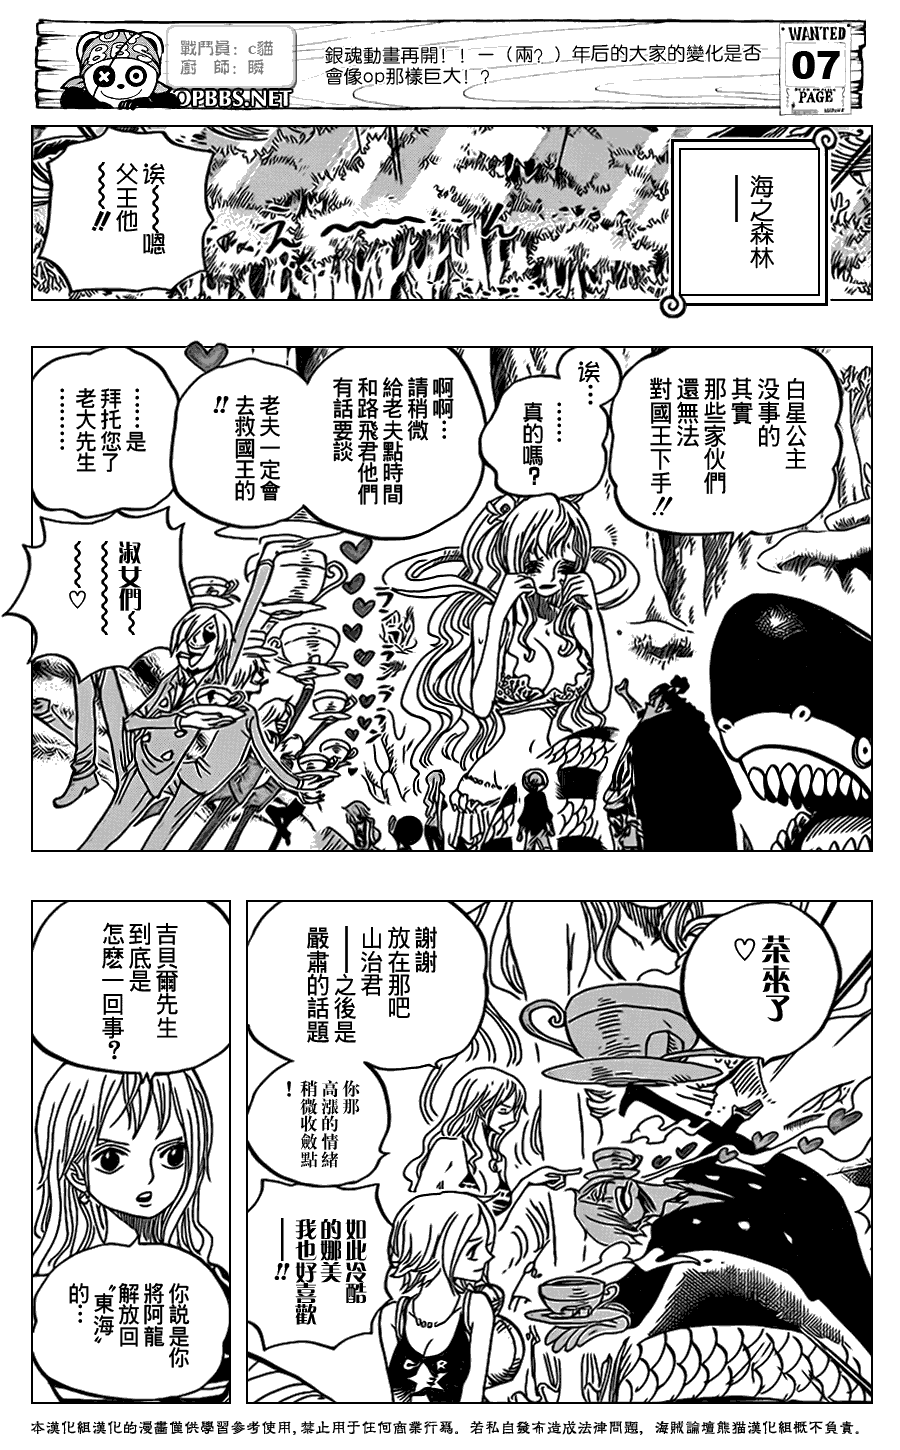 戰鬥員：c貓
廚　師：瞬
OPBBS.NET
銀魂動畫再開！！一（兩？）年后的大家的變化是否
會像op那樣巨大！？
WANTED
07
PAGE
海之森林
——
诶～～～嗯
父王他
～～～!!
白星公主
没事的
其實
那些家伙們
還無法
對國王下手!!
诶…
……
真的嗎?
啊啊…
請稍微
給老夫點時間
和路飛君他們
有話要談
老夫一定會
去救國王的
!!
……是
拜托您了
老大先生
……
淑女們～
～～～～
～～～♡
茶來了
♡
謝謝
放在那吧
山治君
——之後是
嚴肅的話題
你那
高漲的情緒
稍微收斂點
！
如此冷酷
的娜美
我也好喜歡
——!!
吉貝爾先生
到底是
怎麽一回事?
你說是你
將阿龍
解放回
“東海”
的…
本漢化組漢化的漫畫僅供學習參考使用,禁止用于任何商業行爲。若私自發布造成法律問題，海賊論壇熊猫漢化組概不負責。